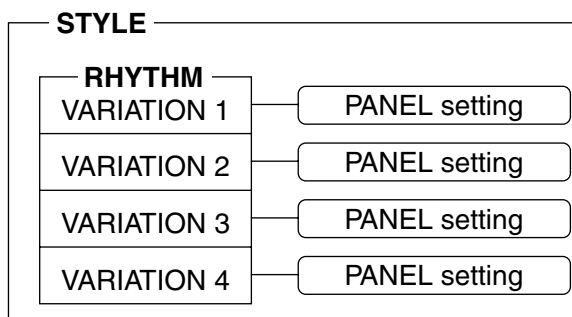 STYLE
RHYTHM
VARIATION 1 PANEL setting
VARIATION 2 PANEL setting
VARIATION 3 PANEL setting
VARIATION 4 PANEL setting